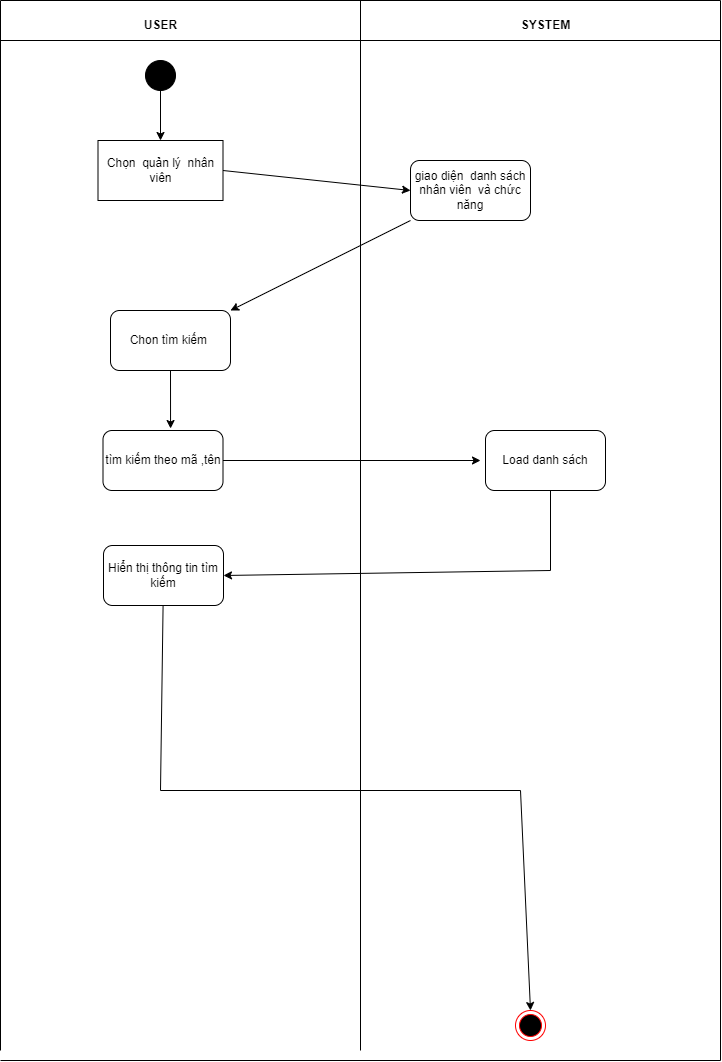 USER
SYSTEM
Chọn quản lý nhân
viên
giao diện danh sách
nhân viên và chức
năng
Chon tìm kiếm
tìm kiếm theo mã ,tên
Load danh sách
Hiển thị thông tin tìm
kiếm